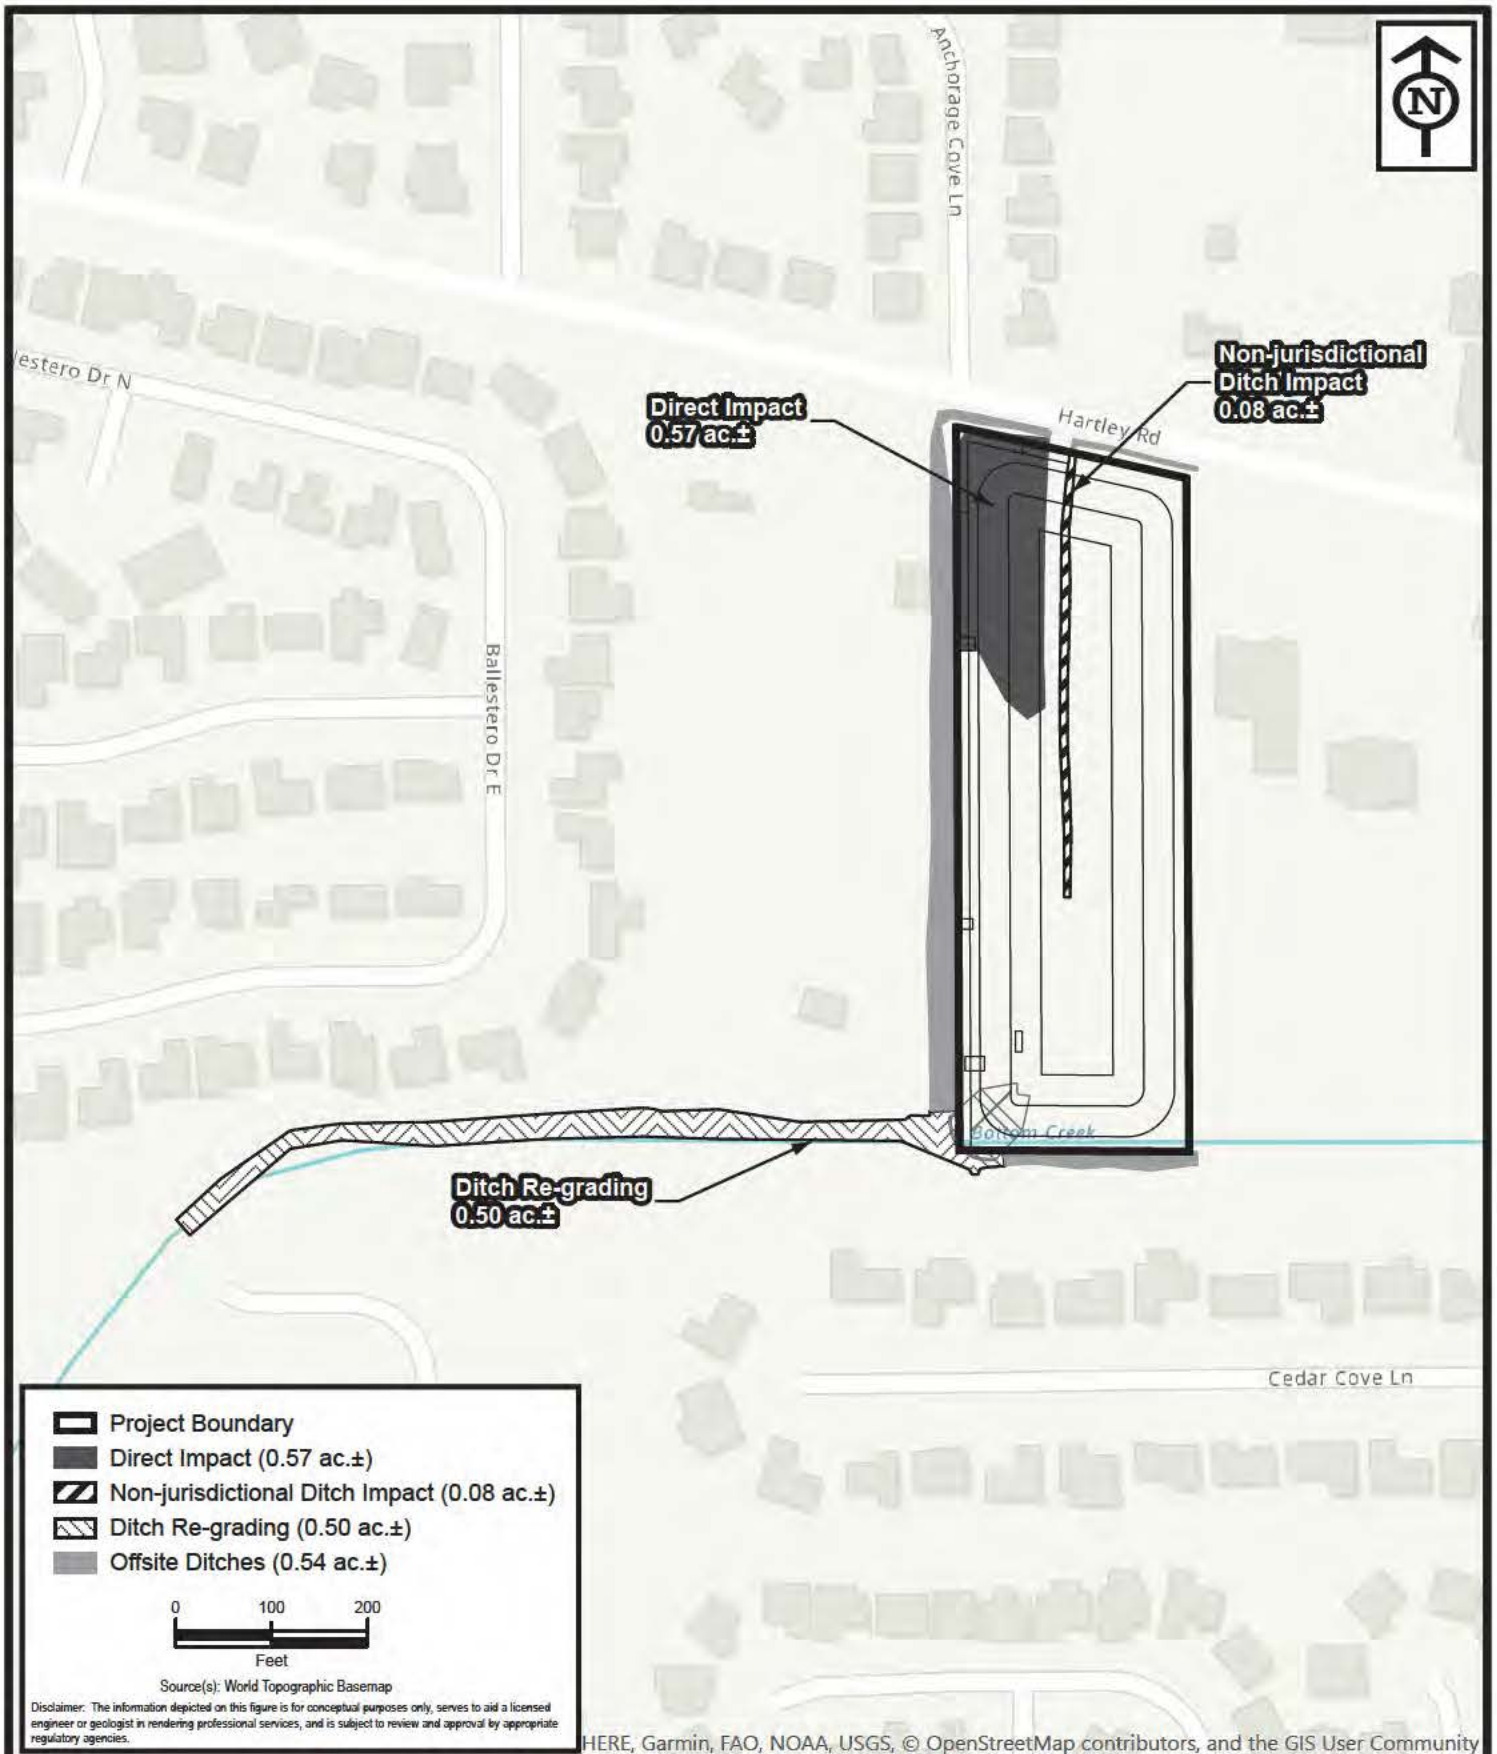 N
Anchorage Cove Ln
lestero Dr N
Non-jurisdictional
Ditch Impact
0.08 ac.±
Direct Impact
0.57 ac.±
Hartley Rd
Ballestero Dr E
Bottom Creek
Ditch Re-grading
0.50 ac.±
Cedar Cove Ln
Project Boundary
Direct Impact (0.57 ac.±)
Non-jurisdictional Ditch Impact (0.08 ac.±)
Ditch Re-grading (0.50 ac.±)
Offsite Ditches (0.54 ac.±)
0 100 200
Feet
Source(s): World Topographic Basemap
Disclaimer: The information depicted on this figure is for conceptual purposes only, serves to aid a licensed
engineer or geologist in rendering professional services, and is subject to review and approval by appropriate
regulatory agencies.
HERE, Garmin, FAO, NOAA, USGS, © OpenStreetMap contributors, and the GIS User Community